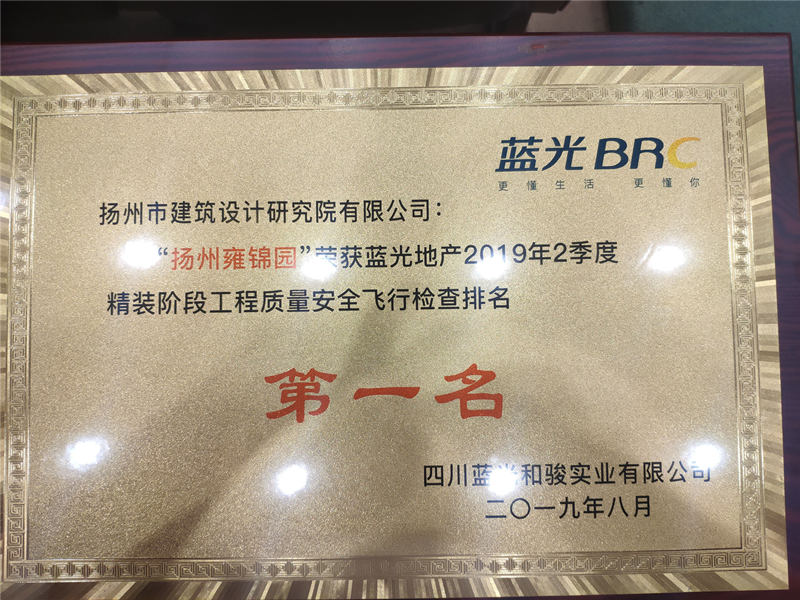 蓝光 BRC
更懂生活 更懂你
扬州市建筑设计研究院有限公司：
“扬州雍锦园”荣获蓝光地产2019年2季度
精装阶段工程质量安全飞行检查排名
第一名
四川蓝光和骏实业有限公司
二〇一九年八月